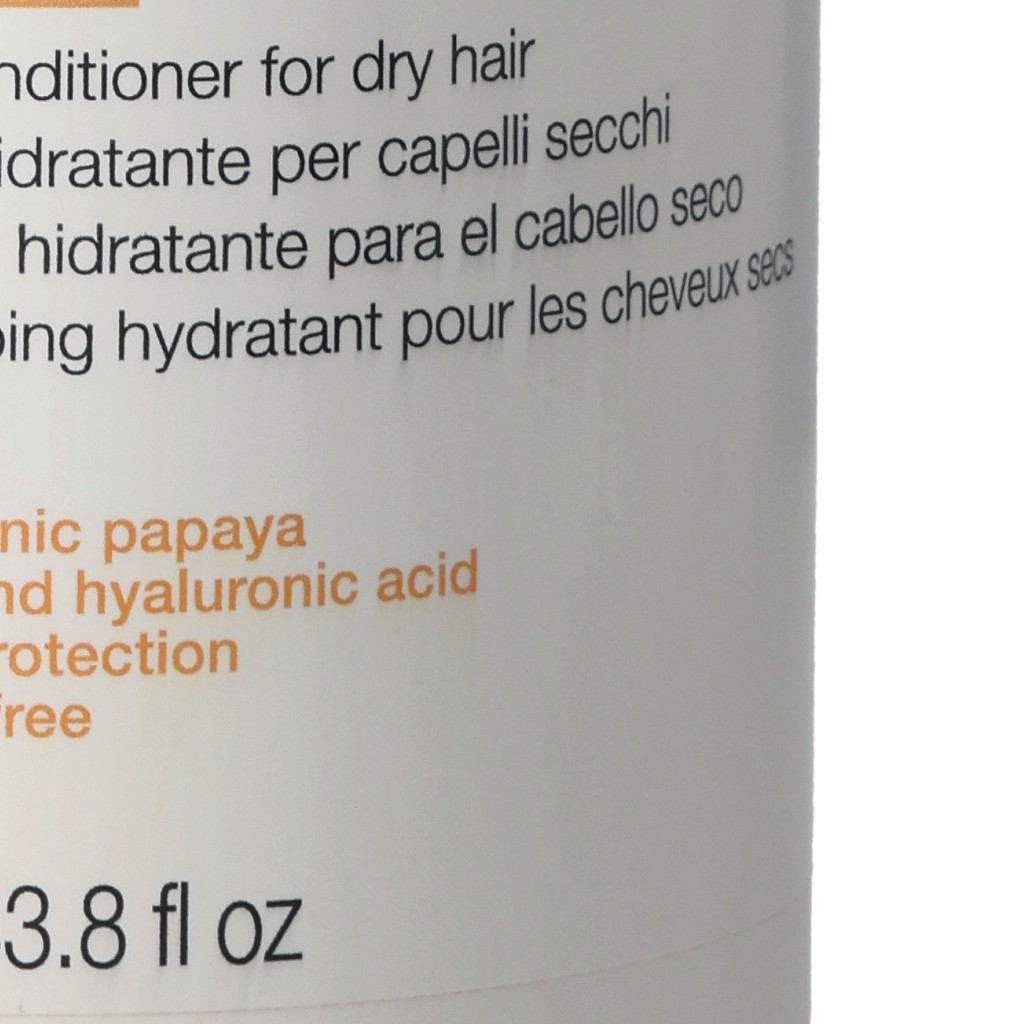 nditioner for dry hair
idratante per capelli secchi
hidratante para el cabello seco
ing hydratant pour les cheveux secs
nic papaya
nd hyaluronic acid
rotection
free
3.8 fl oz